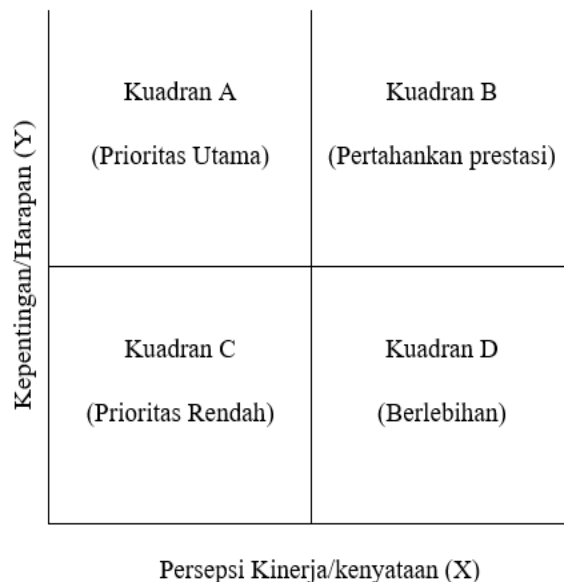 Kepentingan/Harapan (Y)
Kuadran A
(Prioritas Utama)
Kuadran B
(Pertahankan prestasi)
Kuadran C
(Prioritas Rendah)
Kuadran D
(Berlebihan)
Persepsi Kinerja/kenyataan (X)